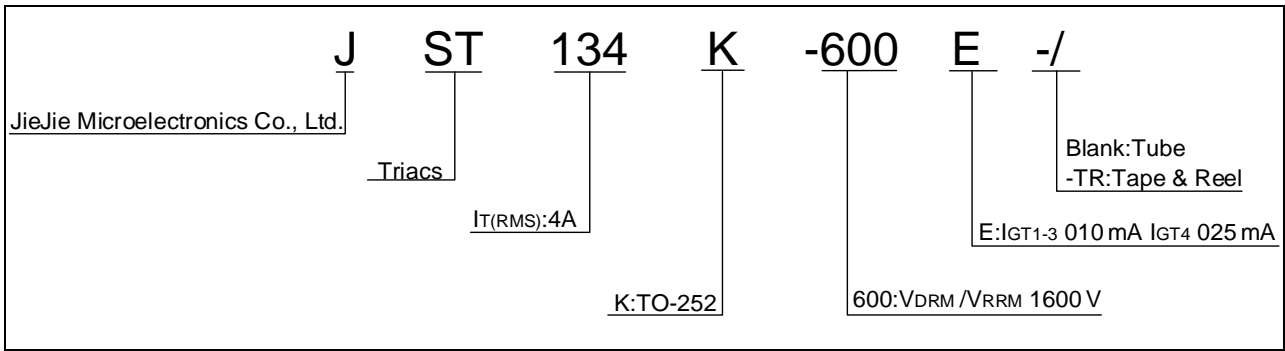 J ST 134 K -600 E -/
JieJie Microelectronics Co., Ltd.
Blank:Tube
Triacs
-TR:Tape & Reel
IT(RMS):4A
E:IGT1-3 010 mA IGT4 025 mA
K:TO-252
600:VDRM /VRRM 1600 V